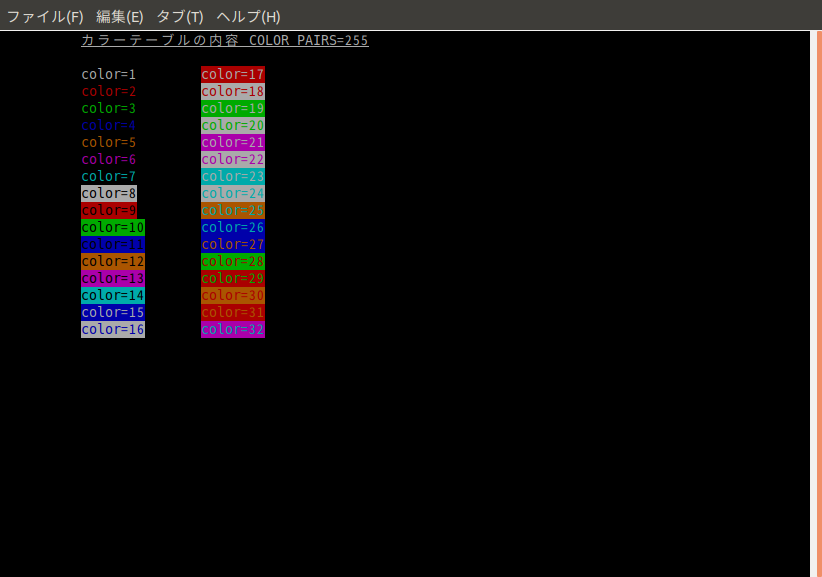 ファイル(F) 編集(E) タブ(T) ヘルプ(H)
カラーテーブルの内容 COLOR PAIRS=255
color=1 color=17
color=2 color=18
color=3 color=19
color=4 color=20
color=5 color=21
color=6 color=22
color=7 color=23
color=8 color=24
color=9 color=25
color=10 color=26
color=11 color=27
color=12 color=28
color=13 color=29
color=14 color=30
color=15 color=31
color=16 color=32